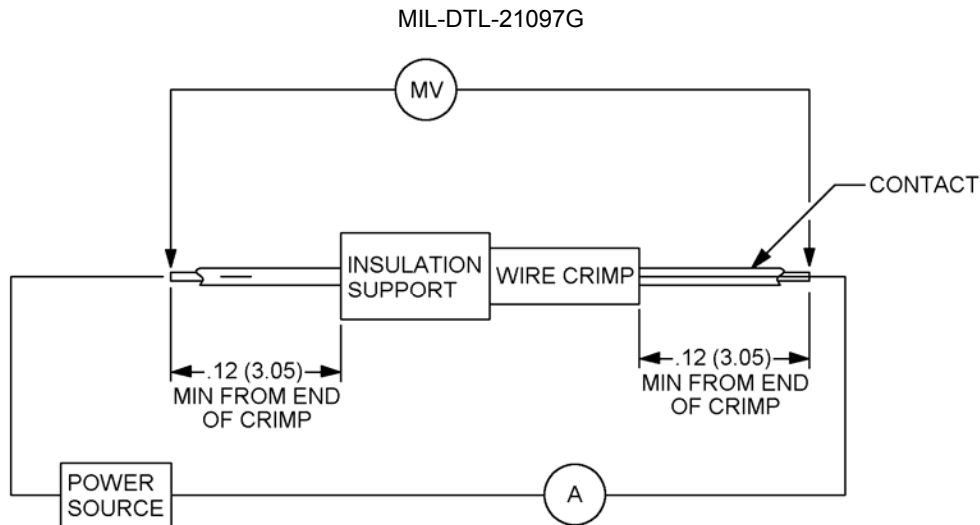 MIL-DTL-21097G
MV
CONTACT
INSULATION
SUPPORT
WIRE CRIMP
.12 (3.05)
MIN FROM END
OF CRIMP
.12 (3.05)
MIN FROM END
OF CRIMP
POWER
SOURCE
A